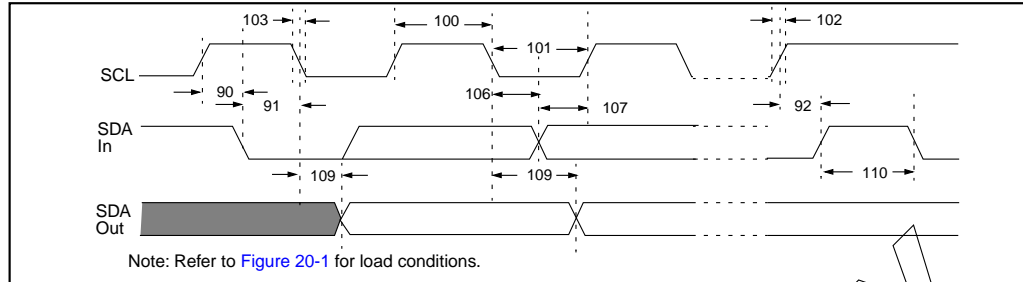 103
100
102
101
SCL
90
91
106
107
92
SDA
In
109
109
110
SDA
Out
Note: Refer to Figure 20-1 for load conditions.